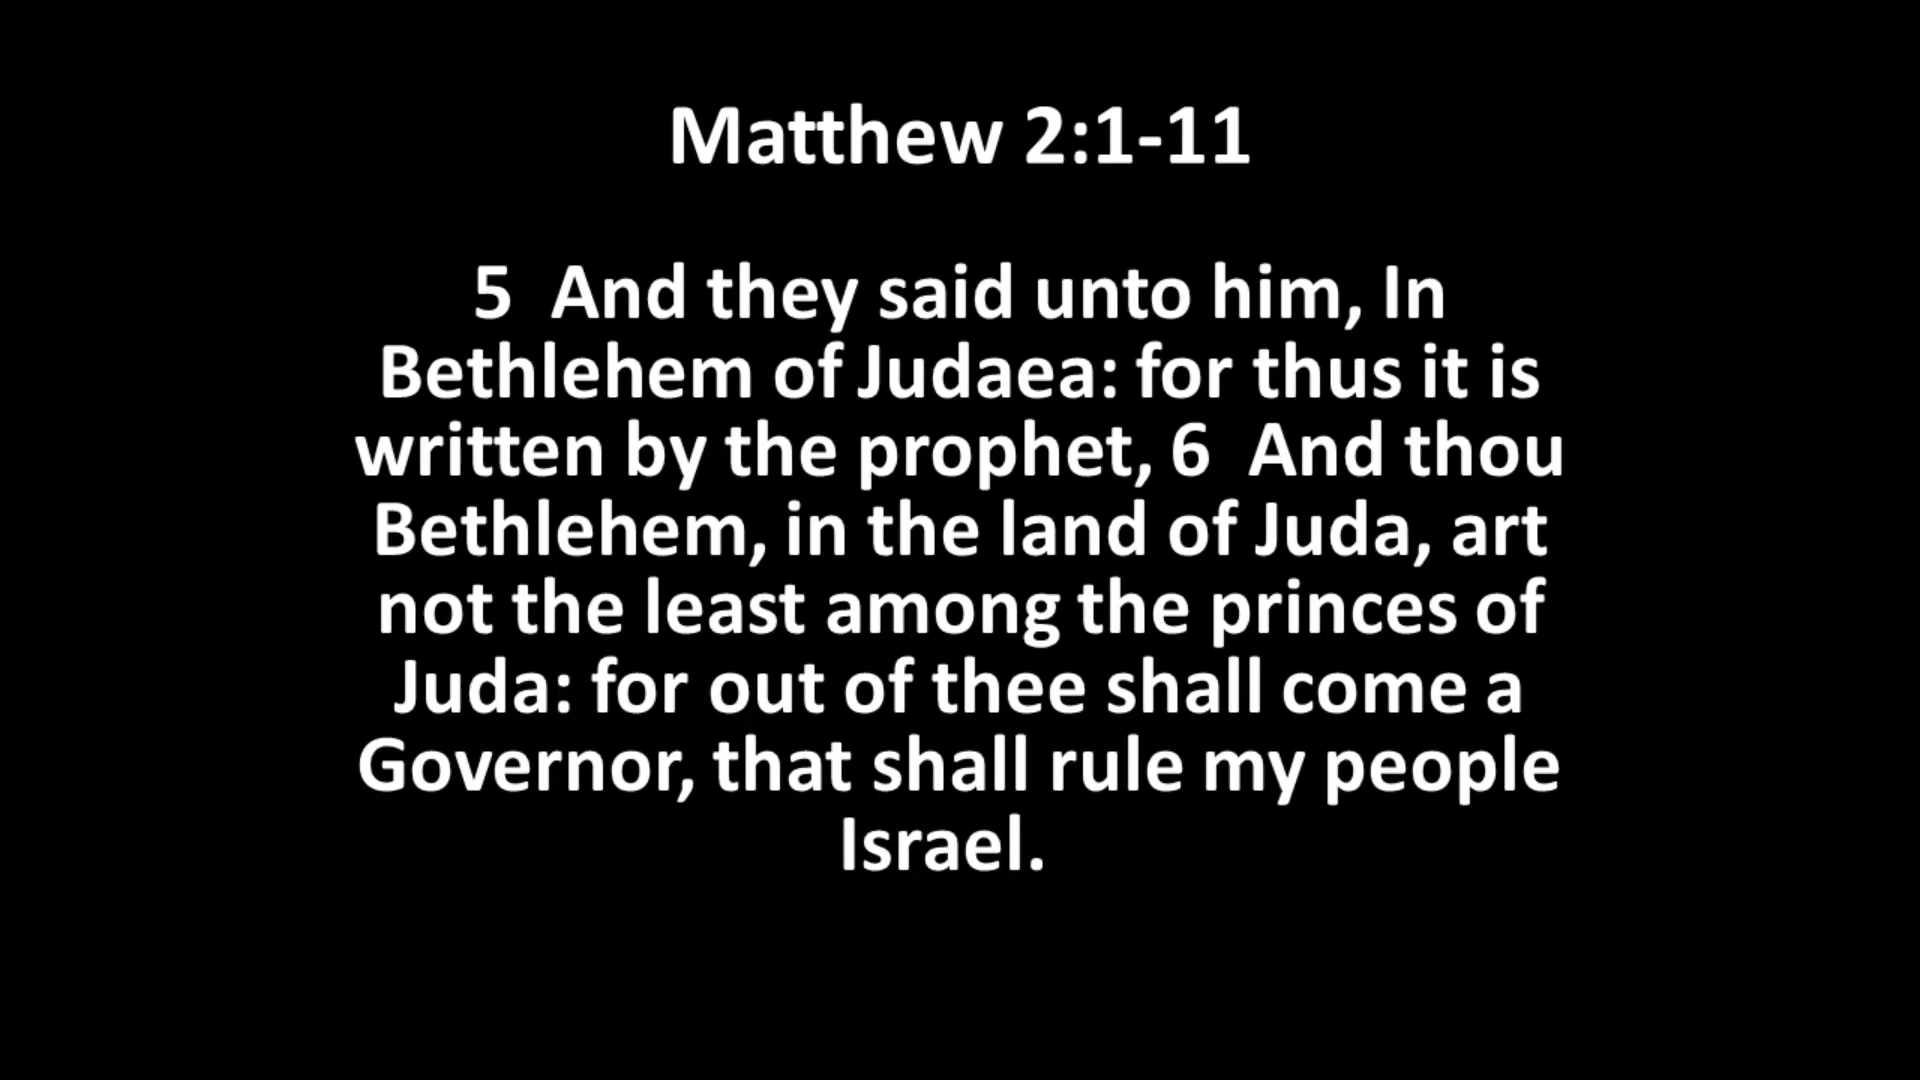 Matthew 2:1-11
5  And they said unto him, In
Bethlehem of Judaea: for thus it is
written by the prophet, 6  And thou
Bethlehem, in the land of Juda, art
not the least among the princes of
Juda: for out of thee shall come a
Governor, that shall rule my people
Israel.